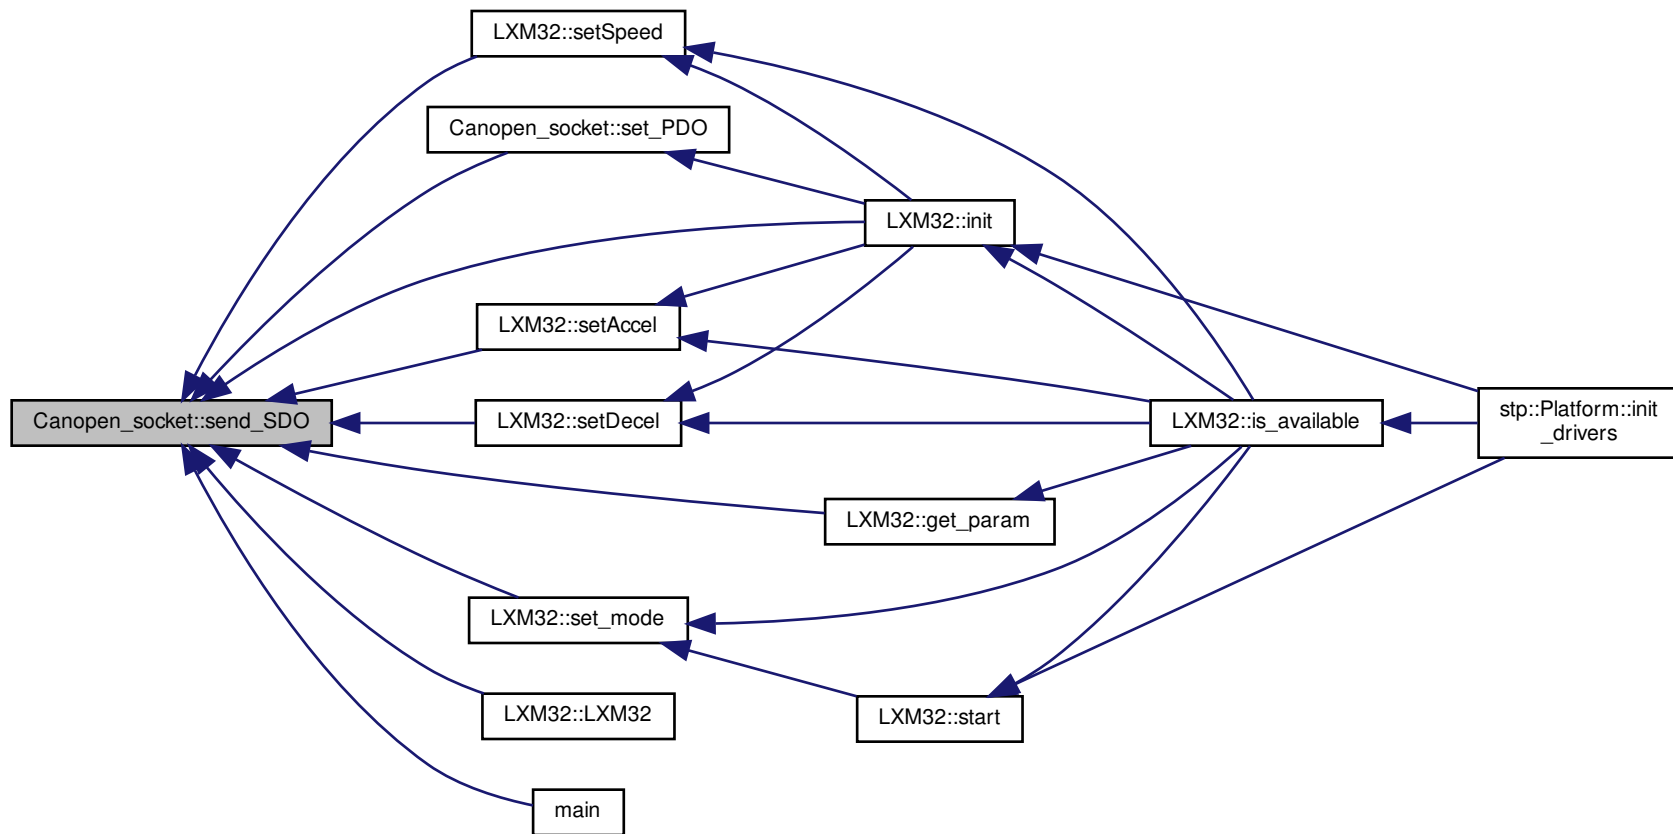 LXM32::setSpeed
Canopen_socket::set_PDO
LXM32::init
LXM32::setAccel
Canopen_socket::send_SDO
LXM32::setDecel
LXM32::is_available
stp::Platform::init
_drivers
LXM32::get_param
LXM32::set_mode
LXM32::LXM32
LXM32::start
main